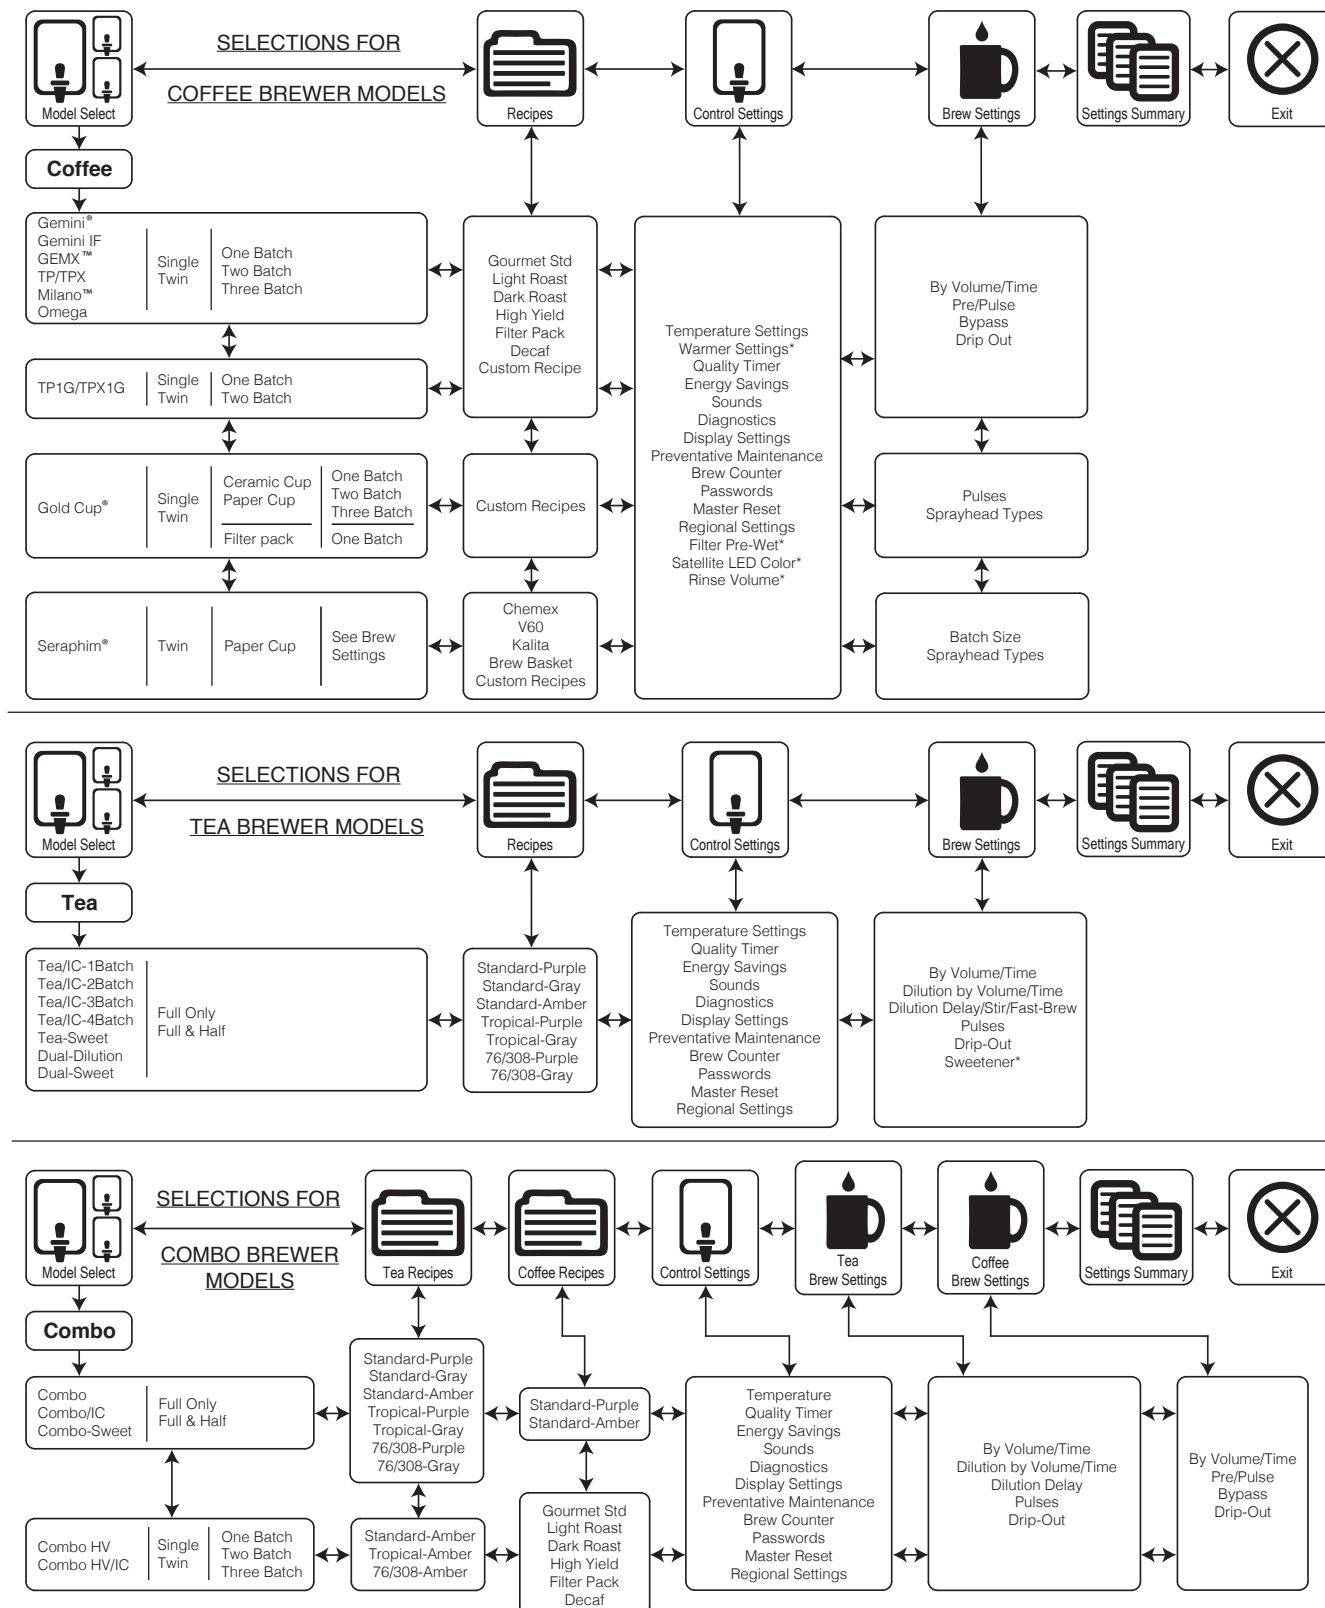 SELECTIONS FOR
COFFEE BREWER MODELS
Model Select
Recipes
Control Settings
Brew Settings
Settings Summary
Exit
Coffee
Gemini®
Gemini IF
GEMX™
TP/TPX
Milano™
Omega
Single
Twin
One Batch
Two Batch
Three Batch
TP1G/TPX1G
Single
Twin
One Batch
Two Batch
Gold Cup®
Single
Twin
Ceramic Cup
Paper Cup
Filter pack
One Batch
Two Batch
Three Batch
One Batch
Seraphim®
Twin
Paper Cup
See Brew
Settings
Gourmet Std
Light Roast
Dark Roast
High Yield
Filter Pack
Decaf
Custom Recipe
Custom Recipes
Chemex
V60
Kalita
Brew Basket
Custom Recipes
Temperature Settings
Warmer Settings*
Quality Timer
Energy Savings
Sounds
Diagnostics
Display Settings
Preventative Maintenance
Brew Counter
Passwords
Master Reset
Regional Settings
Filter Pre-Wet*
Satellite LED Color*
Rinse Volume*
By Volume/Time
Pre/Pulse
Bypass
Drip Out
Pulses
Sprayhead Types
Batch Size
Sprayhead Types
SELECTIONS FOR
TEA BREWER MODELS
Model Select
Recipes
Control Settings
Brew Settings
Settings Summary
Exit
Tea
Tea/IC-1Batch
Tea/IC-2Batch
Tea/IC-3Batch
Tea/IC-4Batch
Tea-Sweet
Dual-Dilution
Dual-Sweet
Full Only
Full & Half
Standard-Purple
Standard-Gray
Standard-Amber
Tropical-Purple
Tropical-Gray
76/308-Purple
76/308-Gray
Temperature Settings
Quality Timer
Energy Savings
Sounds
Diagnostics
Display Settings
Preventative Maintenance
Brew Counter
Passwords
Master Reset
Regional Settings
By Volume/Time
Dilution by Volume/Time
Dilution Delay/Stir/Fast-Brew
Pulses
Drip-Out
Sweetener*
SELECTIONS FOR
COMBO BREWER
MODELS
Model Select
Tea Recipes
Coffee Recipes
Control Settings
Tea
Brew Settings
Coffee
Brew Settings
Settings Summary
Exit
Combo
Combo
Combo/IC
Combo-Sweet
Full Only
Full & Half
Combo HV
Combo HV/IC
Single
Twin
One Batch
Two Batch
Three Batch
Standard-Purple
Standard-Gray
Standard-Amber
Tropical-Purple
Tropical-Gray
76/308-Purple
76/308-Gray
Standard-Amber
Tropical-Amber
76/308-Amber
Standard-Purple
Standard-Amber
Gourmet Std
Light Roast
Dark Roast
High Yield
Filter Pack
Decaf
Temperature
Quality Timer
Energy Savings
Sounds
Diagnostics
Display Settings
Preventative Maintenance
Brew Counter
Passwords
Master Reset
Regional Settings
By Volume/Time
Dilution by Volume/Time
Dilution Delay
Pulses
Drip-Out
By Volume/Time
Pre/Pulse
Bypass
Drip-Out